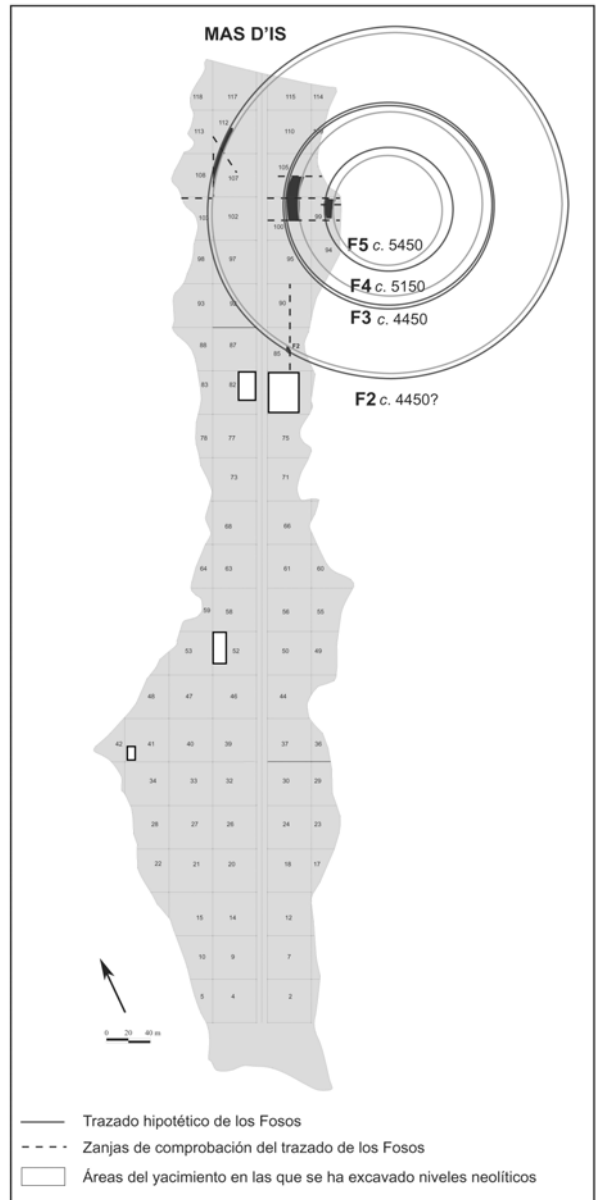 MAS D'IS
118 117 115 114
112
113 110 109
105
108 107
102 99
100
98 97 95 94
93 92 90
F5 c. 5450
F4 c. 5150
F3 c. 4450
F2
88 87 85
83 82
F2 c. 4450?
78 77 75
73 71
68 66
64 63 61 60
59 58 56 55
53 52 50 49
48 47 46 44
42 41 40 39 37 36
34 33 32 30 29
28 27 26 24 23
22 21 20 18 17
15 14 12
10 9 7
5 4 2
0 20 40 m
Trazado hipotético de los Fosos
Zanjas de comprobación del trazado de los Fosos
Áreas del yacimiento en las que se ha excavado niveles neolíticos